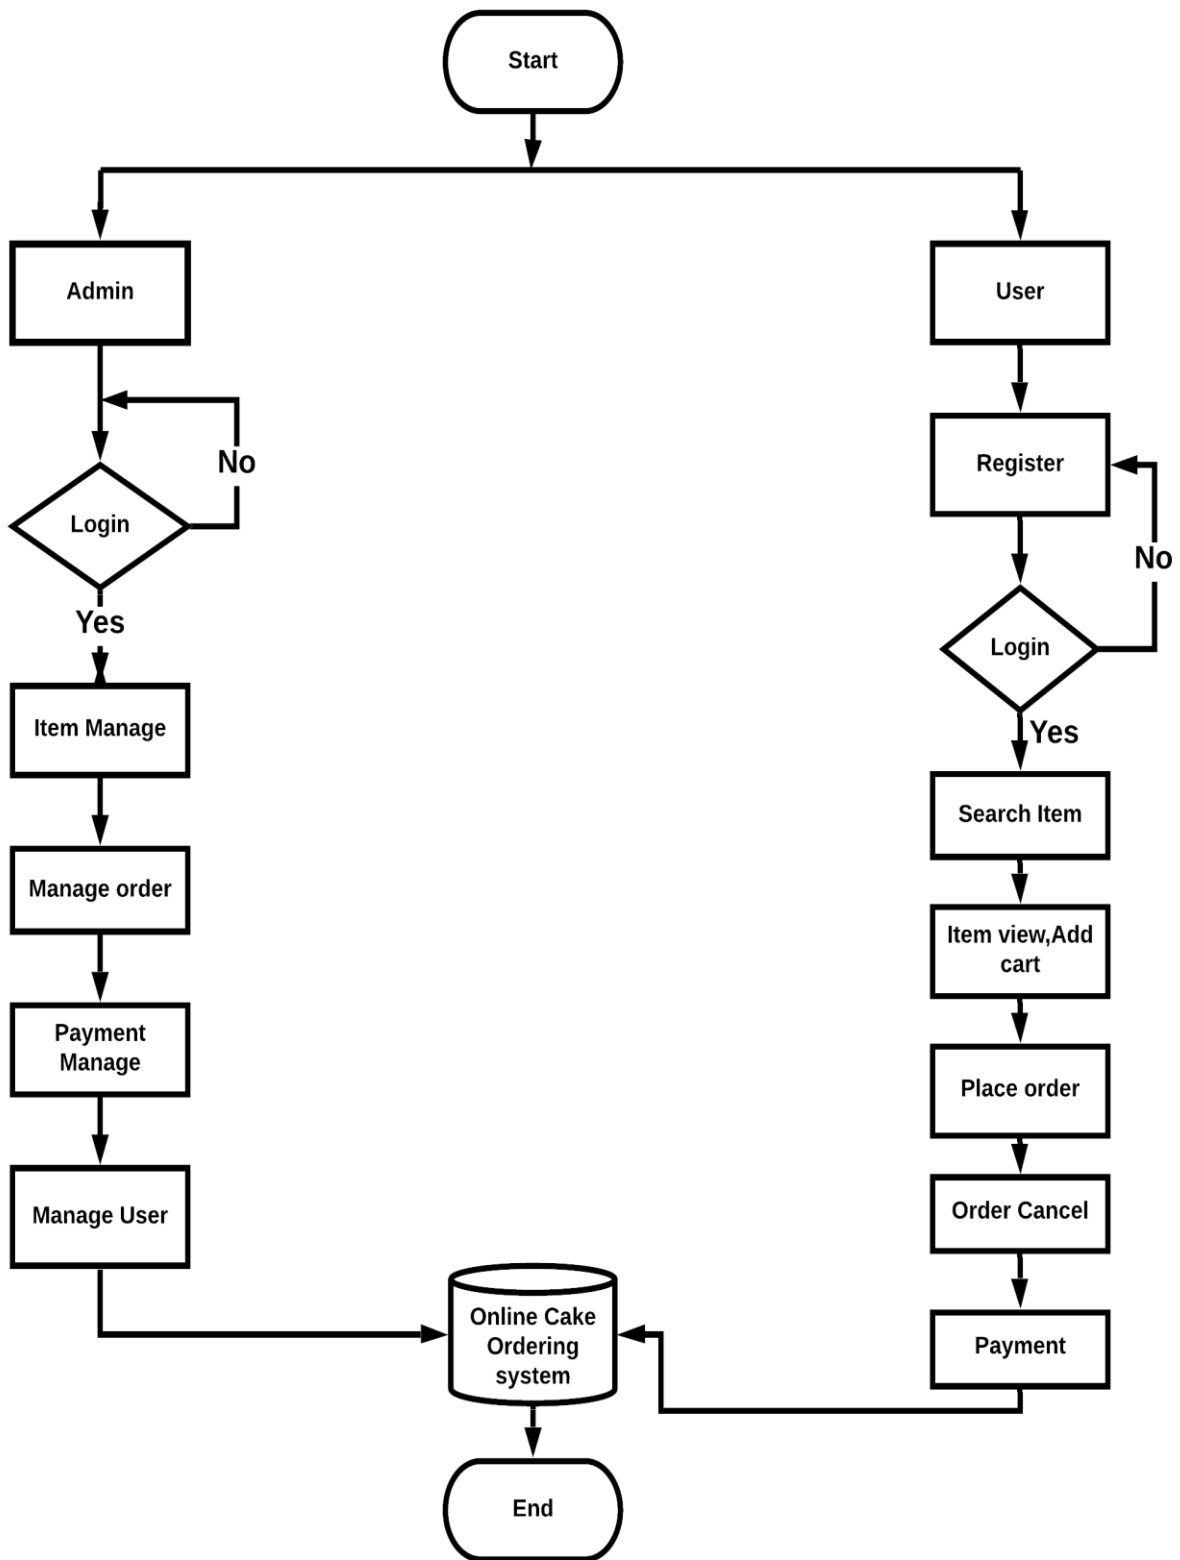 Start
Admin
No
Login
Yes
Item Manage
Manage order
Payment
Manage
Manage User
User
Register
No
Login
Yes
Search Item
Item view,Add
cart
Place order
Order Cancel
Payment
Online Cake
Ordering
system
End